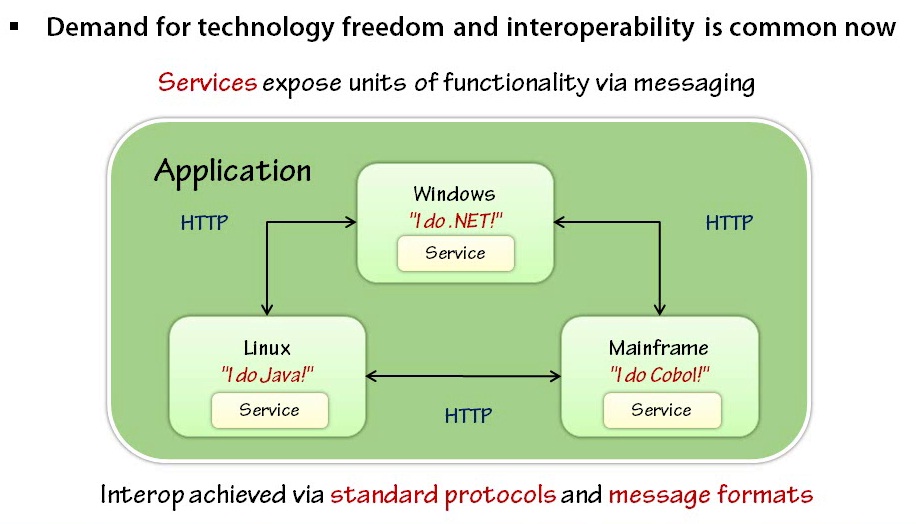 ▪ Demand for technology freedom and interoperability is common now
Services expose units of functionality via messaging
Application
Windows
"I do .NET!"
Service
HTTP
HTTP
Linux
"I do Java!"
Service
Mainframe
"I do Cobol!"
Service
HTTP
Interop achieved via standard protocols and message formats